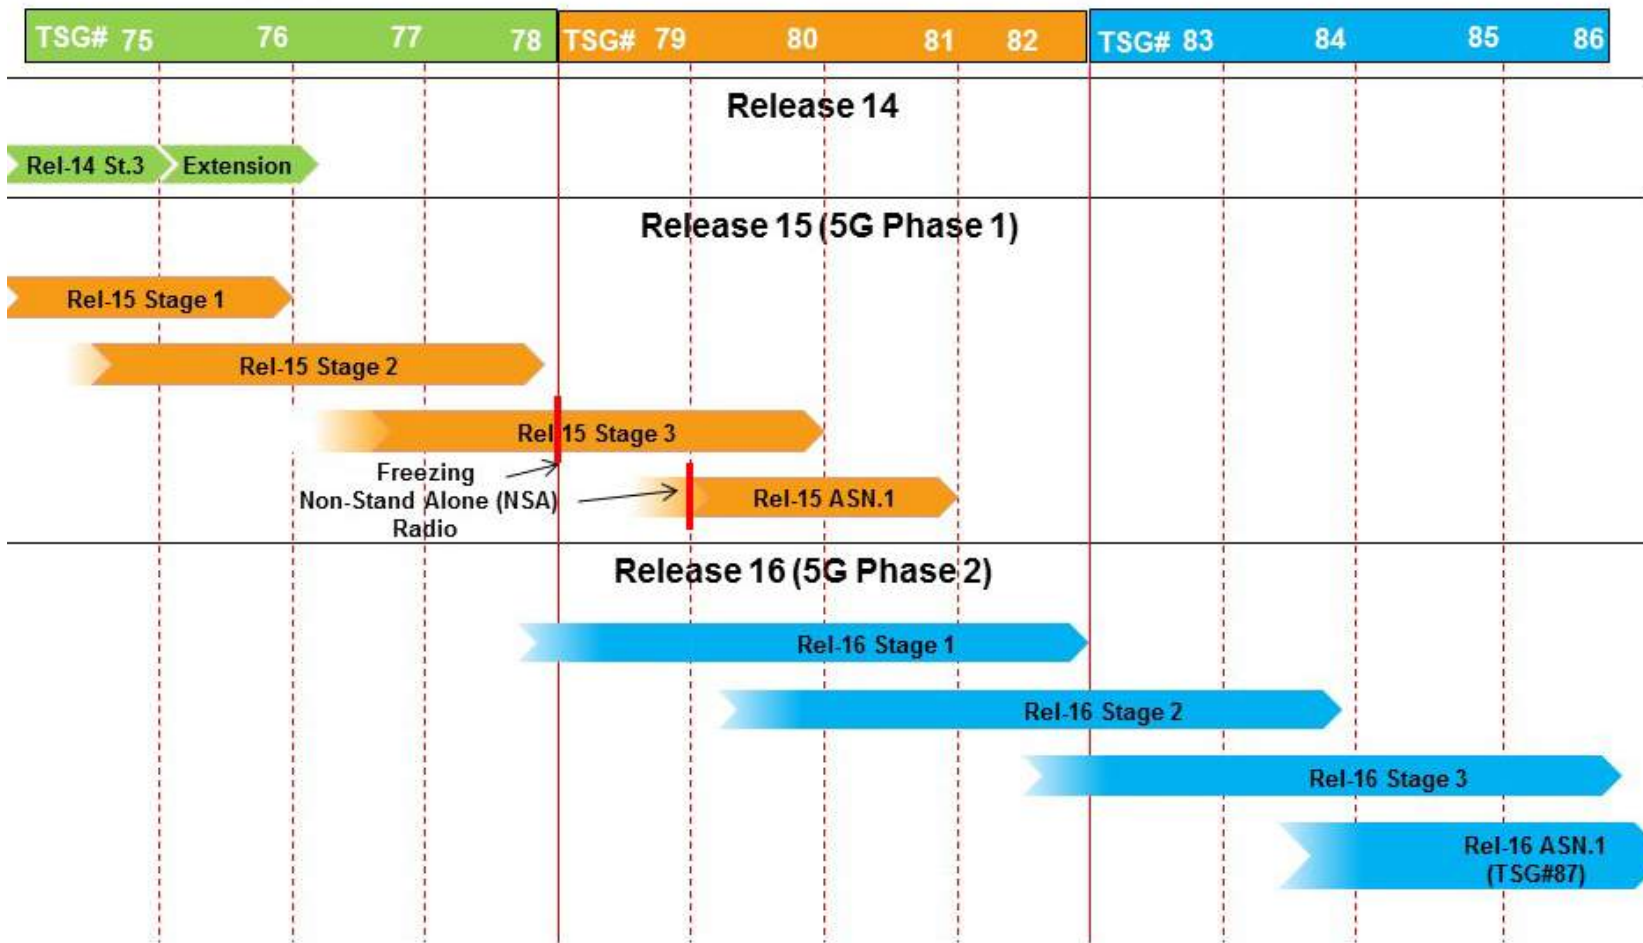 TSG# 75 76 77 78 TSG# 79 80 81 82 TSG# 83 84 85 86
Release 14
Rel-14 St.3 Extension
Release 15 (5G Phase 1)
Rel-15 Stage 1
Rel-15 Stage 2
Rel-15 Stage 3
Freezing
Non-Stand Alone (NSA)
Radio
Rel-15 ASN.1
Release 16 (5G Phase 2)
Rel-16 Stage 1
Rel-16 Stage 2
Rel-16 Stage 3
Rel-16 ASN.1
(TSG#87)